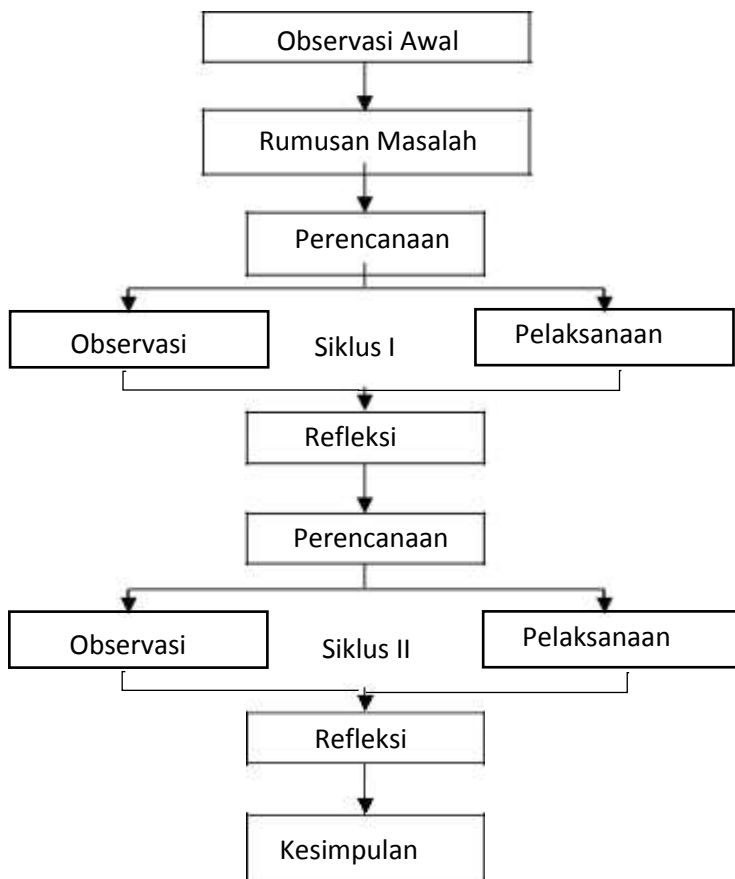 Observasi Awal
Rumusan Masalah
Perencanaan
Observasi
Siklus I
Pelaksanaan
Refleksi
Perencanaan
Observasi
Siklus II
Pelaksanaan
Refleksi
Kesimpulan